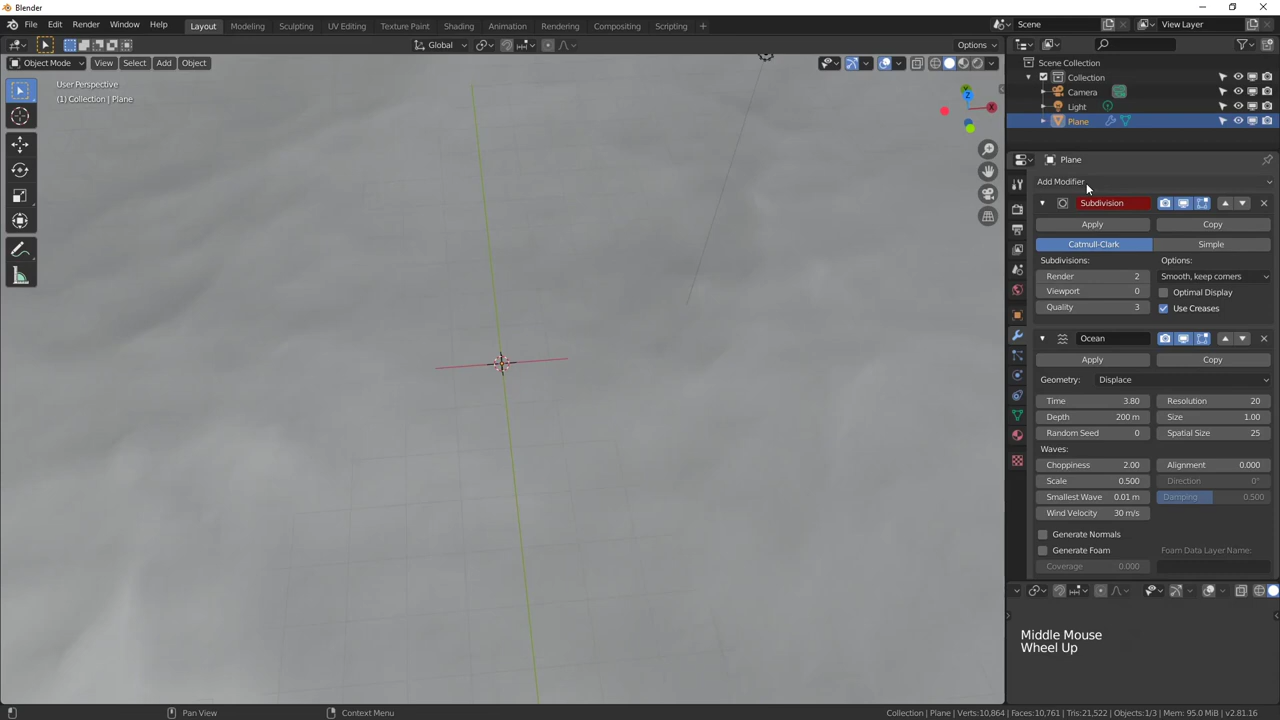 Blender
File Edit Render Window Help Layout Modeling Sculpting UV Editing Texture Paint Shading Animation Rendering Compositing Scripting + Scene View Layer
Global Options
Object Mode View Select Add Object
User Perspective
(1) Collection | Plane
Z
Y
X
Scene Collection
Collection
Camera
Light
Plane
Plane
Add Modifier
Subdivision
Apply Copy
Catmull-Clark Simple
Subdivisions: Options:
Render 2 Smooth, keep corners
Viewport 0 Optimal Display
Quality 3 Use Creases
Ocean
Apply Copy
Geometry: Displace
Time 3.80 Resolution 20
Depth 200 m Size 1.00
Random Seed 0 Spatial Size 25
Waves:
Choppiness 2.00 Alignment 0.000
Scale 0.500 Direction 0°
Smallest Wave 0.01 m Damping 0.500
Wind Velocity 30 m/s
Generate Normals
Generate Foam Foam Data Layer Name:
Coverage 0.000
Middle Mouse
Wheel Up
Pan View Context Menu Collection | Plane | Verts:10,864 | Faces:10,761 | Tris:21,522 | Objects:1/3 | Mem: 95.0 MiB | v2.81.16